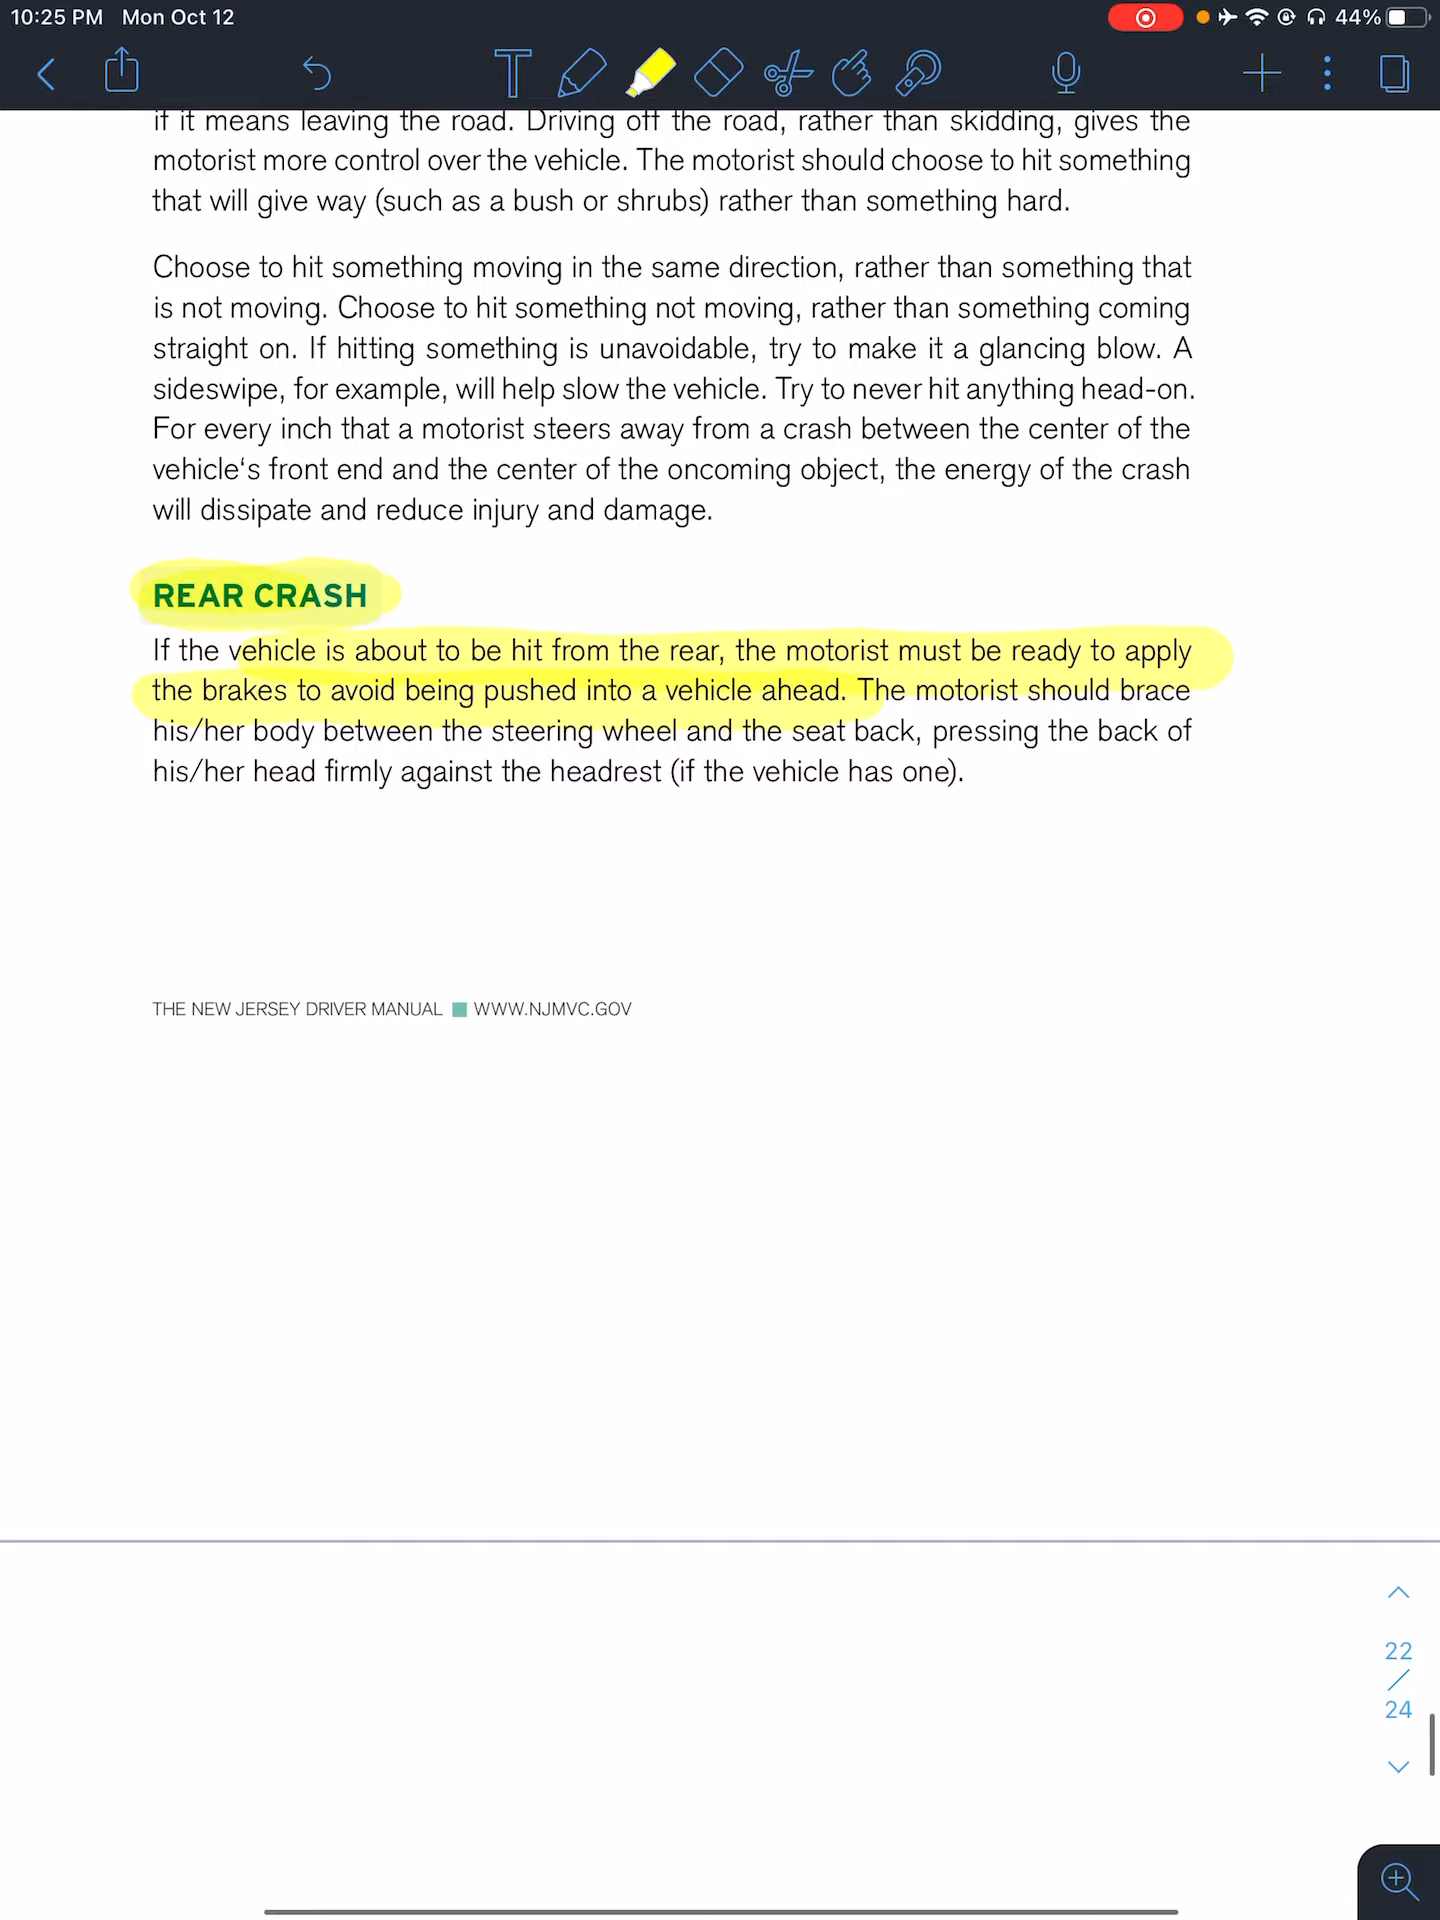 10:25 PM Mon Oct 12
44%
if it means leaving the road. Driving off the road, rather than skidding, gives the
motorist more control over the vehicle. The motorist should choose to hit something
that will give way (such as a bush or shrubs) rather than something hard.
Choose to hit something moving in the same direction, rather than something that
is not moving. Choose to hit something not moving, rather than something coming
straight on. If hitting something is unavoidable, try to make it a glancing blow. A
sideswipe, for example, will help slow the vehicle. Try to never hit anything head-on.
For every inch that a motorist steers away from a crash between the center of the
vehicle‘s front end and the center of the oncoming object, the energy of the crash
will dissipate and reduce injury and damage.
REAR CRASH
If the vehicle is about to be hit from the rear, the motorist must be ready to apply
the brakes to avoid being pushed into a vehicle ahead. The motorist should brace
his/her body between the steering wheel and the seat back, pressing the back of
his/her head firmly against the headrest (if the vehicle has one).
THE NEW JERSEY DRIVER MANUAL ■ WWW.NJMVC.GOV
22
/
24